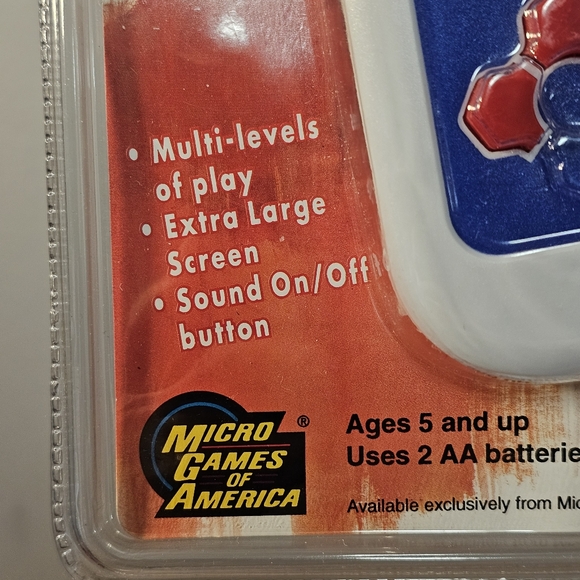 • Multi-levels
of play
• Extra Large
Screen
• Sound On/Off
button
MICRO
GAMES
OF
AMERICA
®
Ages 5 and up
Uses 2 AA batterie
Available exclusively from Mic